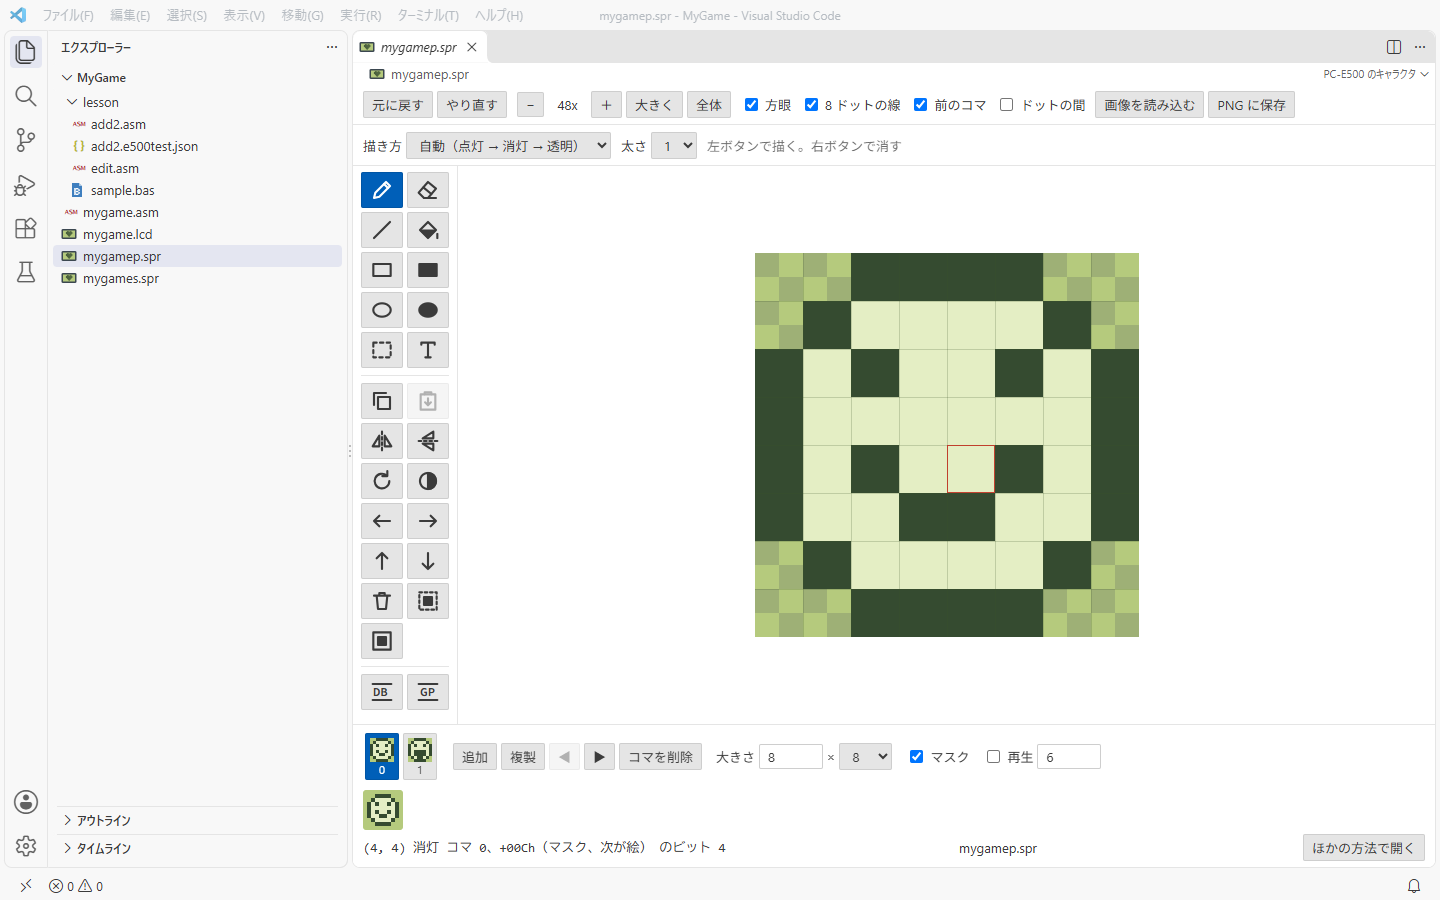 ファイル(F) 編集(E) 選択(S) 表示(V) 移動(G) 実行(R) ターミナル(T) ヘルプ(H) mygamep.spr - MyGame - Visual Studio Code
エクスプローラー
MyGame
lesson
ASM add2.asm
{} add2.e500test.json
ASM edit.asm
B sample.bas
ASM mygame.asm
mygame.lcd
mygamep.spr
mygames.spr
アウトライン
タイムライン
mygamep.spr
mygamep.spr
PC-E500 のキャラクタ
元に戻す やり直す − 48x ＋ 大きく 全体 方眼 8 ドットの線 前のコマ ドットの間 画像を読み込む PNG に保存
描き方 自動（点灯 → 消灯 → 透明） 太さ 1 左ボタンで描く。右ボタンで消す
T
DB GP
0 1 追加 複製 ◀ ▶ コマを削除 大きさ 8 × 8 マスク 再生 6
(4, 4) 消灯 コマ 0、+00Ch（マスク、次が絵） のビット 4
mygamep.spr
ほかの方法で開く
0 0